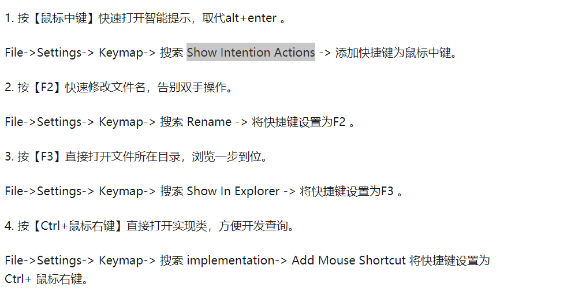 1. 按【鼠标中键】快速打开智能提示，取代alt+enter 。
File->Settings-> Keymap-> 搜索 Show Intention Actions -> 添加快捷键为鼠标中键。
2. 按【F2】快速修改文件名，告别双手操作。
File->Settings-> Keymap-> 搜索 Rename -> 将快捷键设置为F2 。
3. 按【F3】直接打开文件所在目录，浏览一步到位。
File->Settings-> Keymap-> 搜索 Show In Explorer -> 将快捷键设置为F3 。
4. 按【Ctrl+鼠标右键】直接打开实现类，方便开发查询。
File->Settings-> Keymap-> 搜索 implementation-> Add Mouse Shortcut 将快捷键设置为
Ctrl+ 鼠标右键。